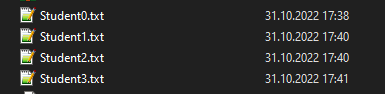 Student0.txt 31.10.2022 17:38
Student1.txt 31.10.2022 17:40
Student2.txt 31.10.2022 17:40
Student3.txt 31.10.2022 17:41